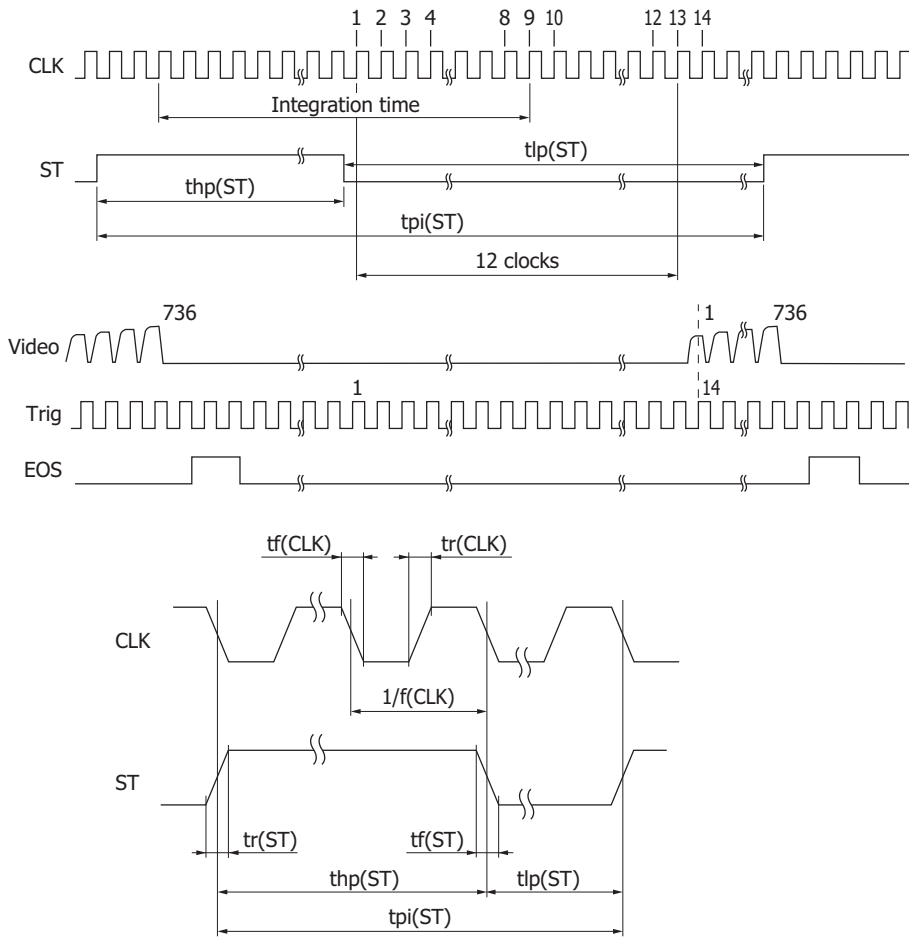 1 2 3 4 8 9 10 12 13 14
CLK
Integration time
tlp(ST)
ST
thp(ST)
tpi(ST)
12 clocks
736 1 736
Video
1 14
Trig
EOS
tf(CLK) tr(CLK)
CLK
1/f(CLK)
ST
tr(ST) tf(ST)
thp(ST) tlp(ST)
tpi(ST)